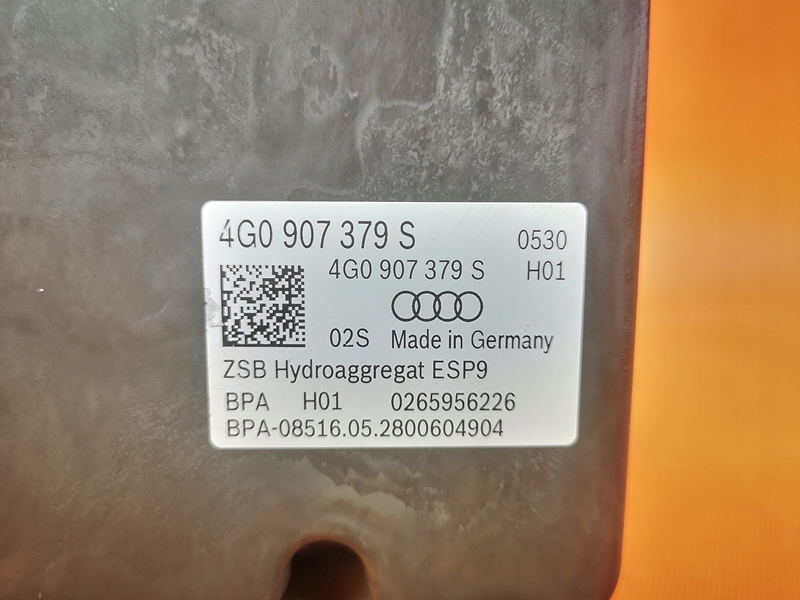 4G0 907 379 S 0530
4G0 907 379 S H01
02S Made in Germany
ZSB Hydroaggregat ESP9
BPA H01 0265956226
BPA-08516.05.2800604904